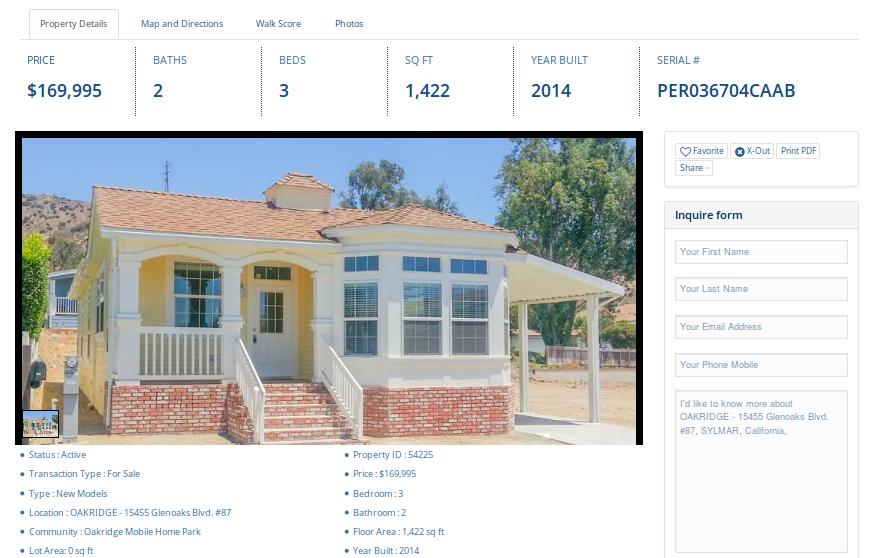 Property Details
Map and Directions
Walk Score
Photos
PRICE
BATHS
BEDS
SQ FT
YEAR BUILT
SERIAL #
$169,995
2
3
1,422
2014
PER036704CAAB
Favorite
X-Out
Print PDF
Share -
Inquire form
Your First Name
Your Last Name
Your Email Address
Your Phone Mobile
I'd like to know more about
OAKRIDGE - 15455 Glenoaks Blvd.
#87, SYLMAR, California,
Status : Active
Transaction Type : For Sale
Type : New Models
Location : OAKRIDGE - 15455 Glenoaks Blvd. #87
Community : Oakridge Mobile Home Park
Lot Area: 0 sq ft
Property ID : 54225
Price : $169,995
Bedroom : 3
Bathroom : 2
Floor Area : 1,422 sq ft
Year Built : 2014